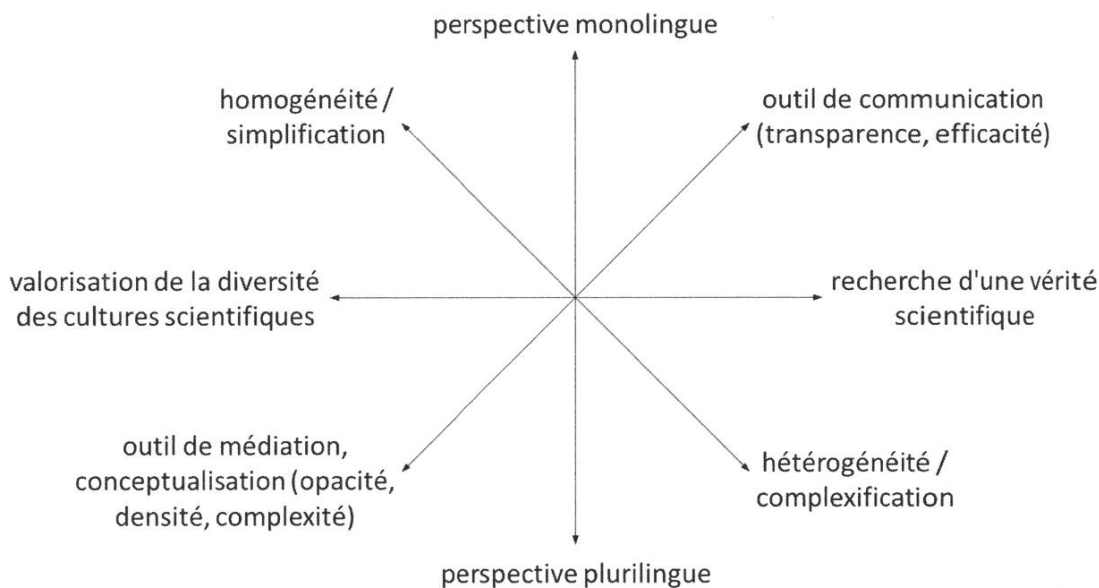 perspective monolingue
homogénéité /
simplification
outil de communication
(transparence, efficacité)
valorisation de la diversité
des cultures scientifiques
recherche d'une vérité
scientifique
outil de médiation,
conceptualisation (opacité,
densité, complexité)
hétérogénéité /
complexification
perspective plurilingue